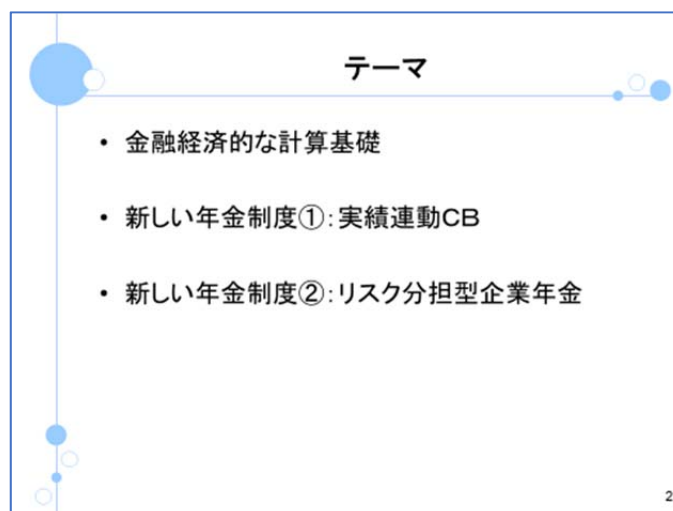 テーマ
• 金融経済的な計算基礎
• 新しい年金制度①：実績連動CB
• 新しい年金制度②：リスク分担型企業年金
2